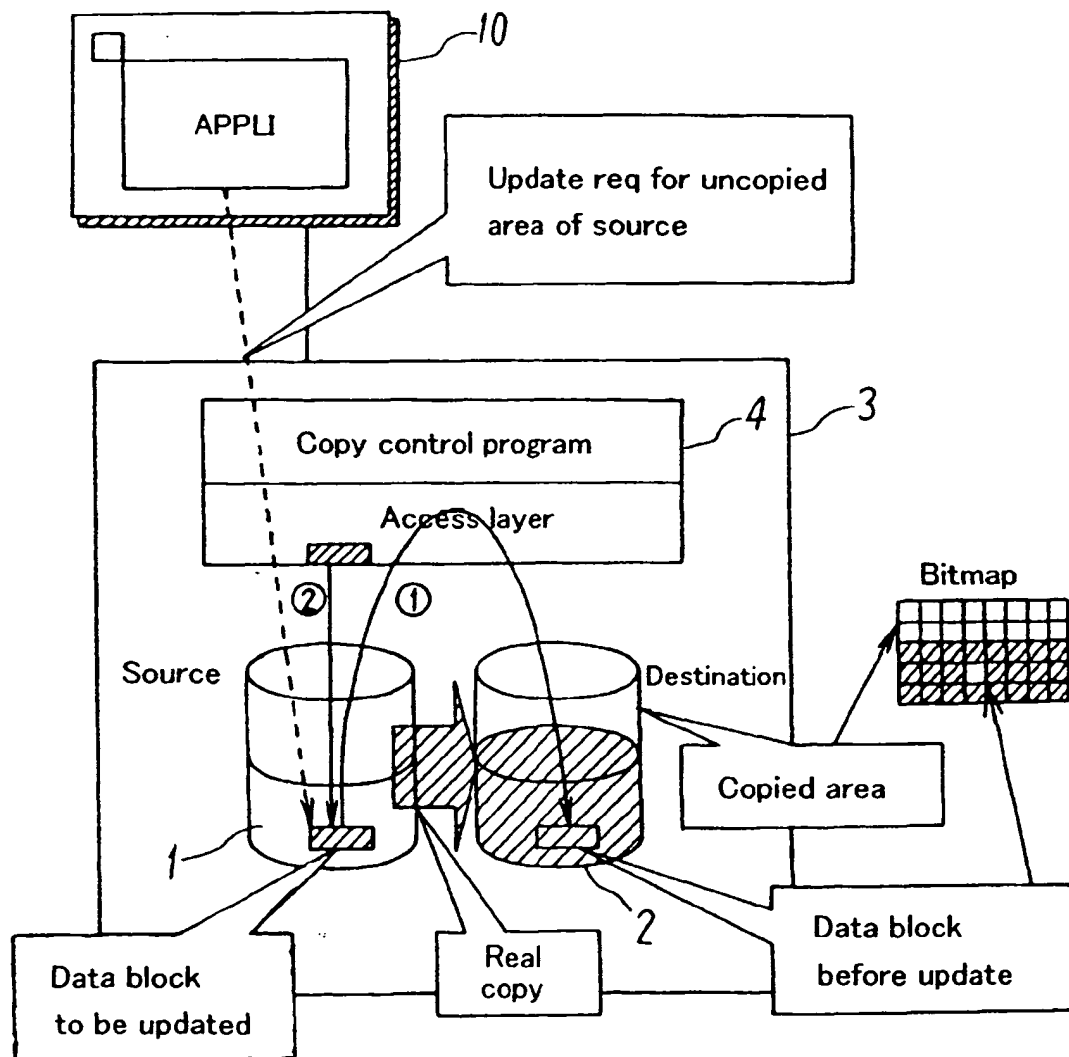 10
APPLI
Update req for uncopied
area of source
4
3
Copy control program
Access layer
② ①
Bitmap
Source
Destination
Copied area
1
2
Data block
to be updated
Real
copy
Data block
before update